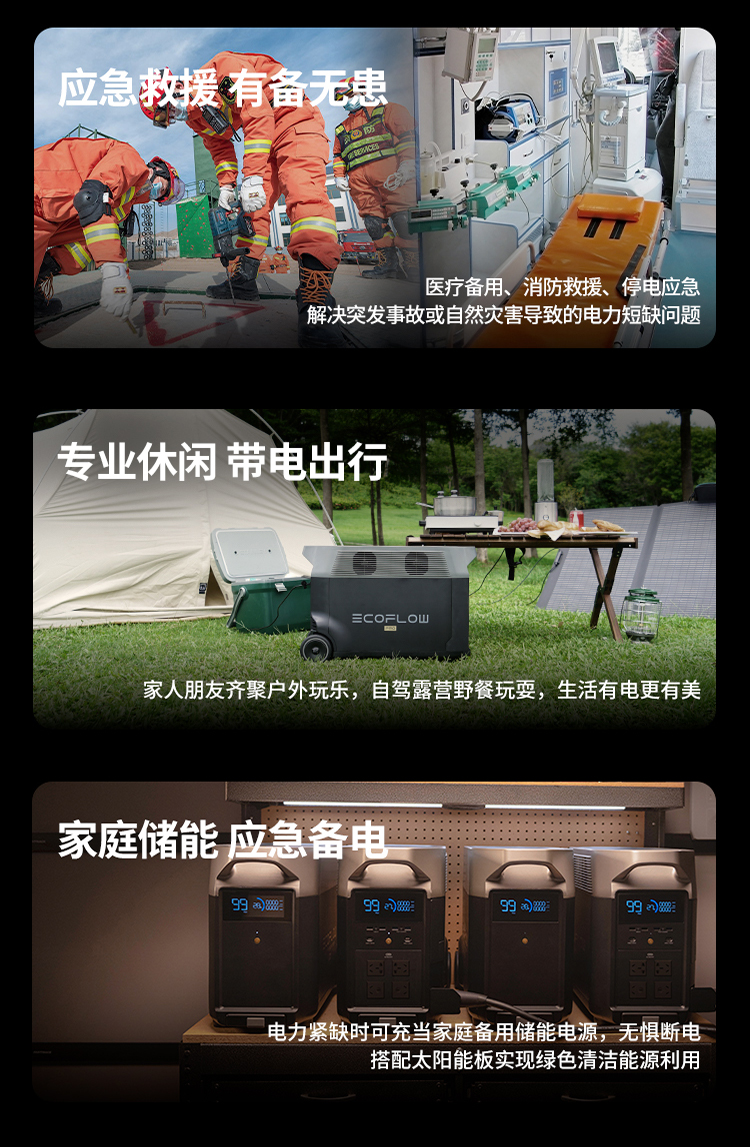 应急救援 有备无患
医疗备用、消防救援、停电应急
解决突发事故或自然灾害导致的电力短缺问题
专业休闲 带电出行
ECOFLOW
家人朋友齐聚户外玩乐，自驾露营野餐玩耍，生活有电更有美
家庭储能 应急备电
99 99 99 99
电力紧缺时可充当家庭备用储能电源，无惧断电
搭配太阳能板实现绿色清洁能源利用